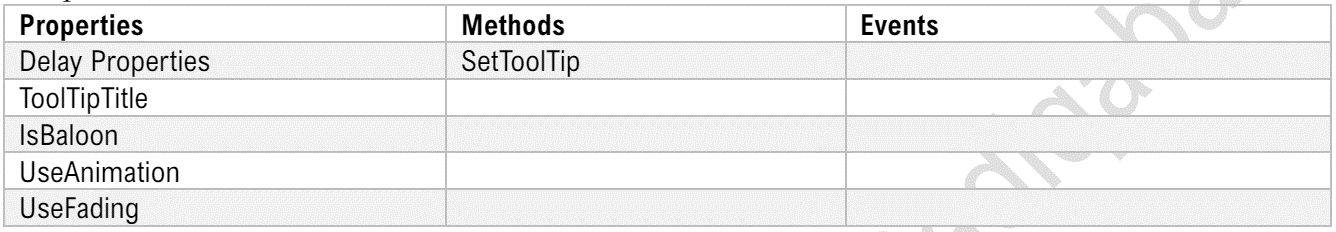 Properties Methods Events
Delay Properties SetToolTip
ToolTipTitle
IsBaloon
UseAnimation
UseFading